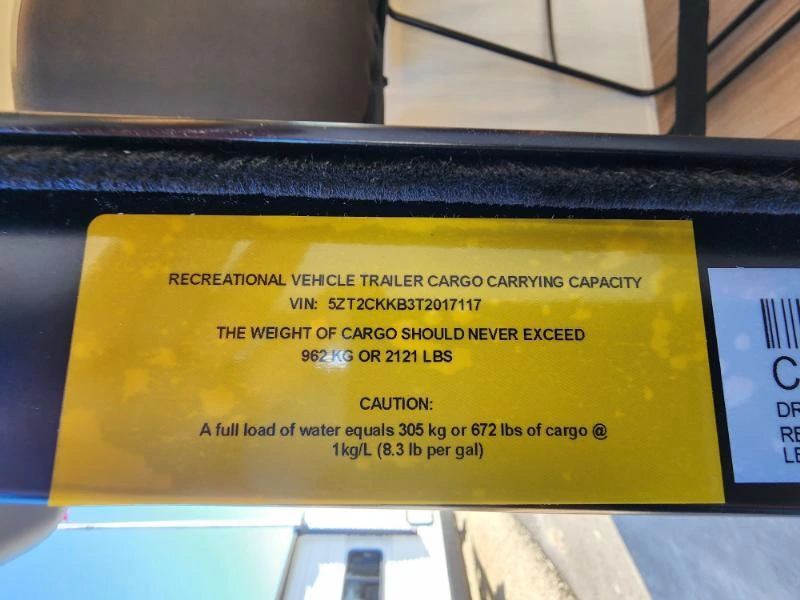 RECREATIONAL VEHICLE TRAILER CARGO CARRYING CAPACITY
VIN: 5ZT2CKKB3T2017117
THE WEIGHT OF CARGO SHOULD NEVER EXCEED
962 KG OR 2121 LBS
CAUTION:
A full load of water equals 305 kg or 672 lbs of cargo @
1kg/L (8.3 lb per gal)